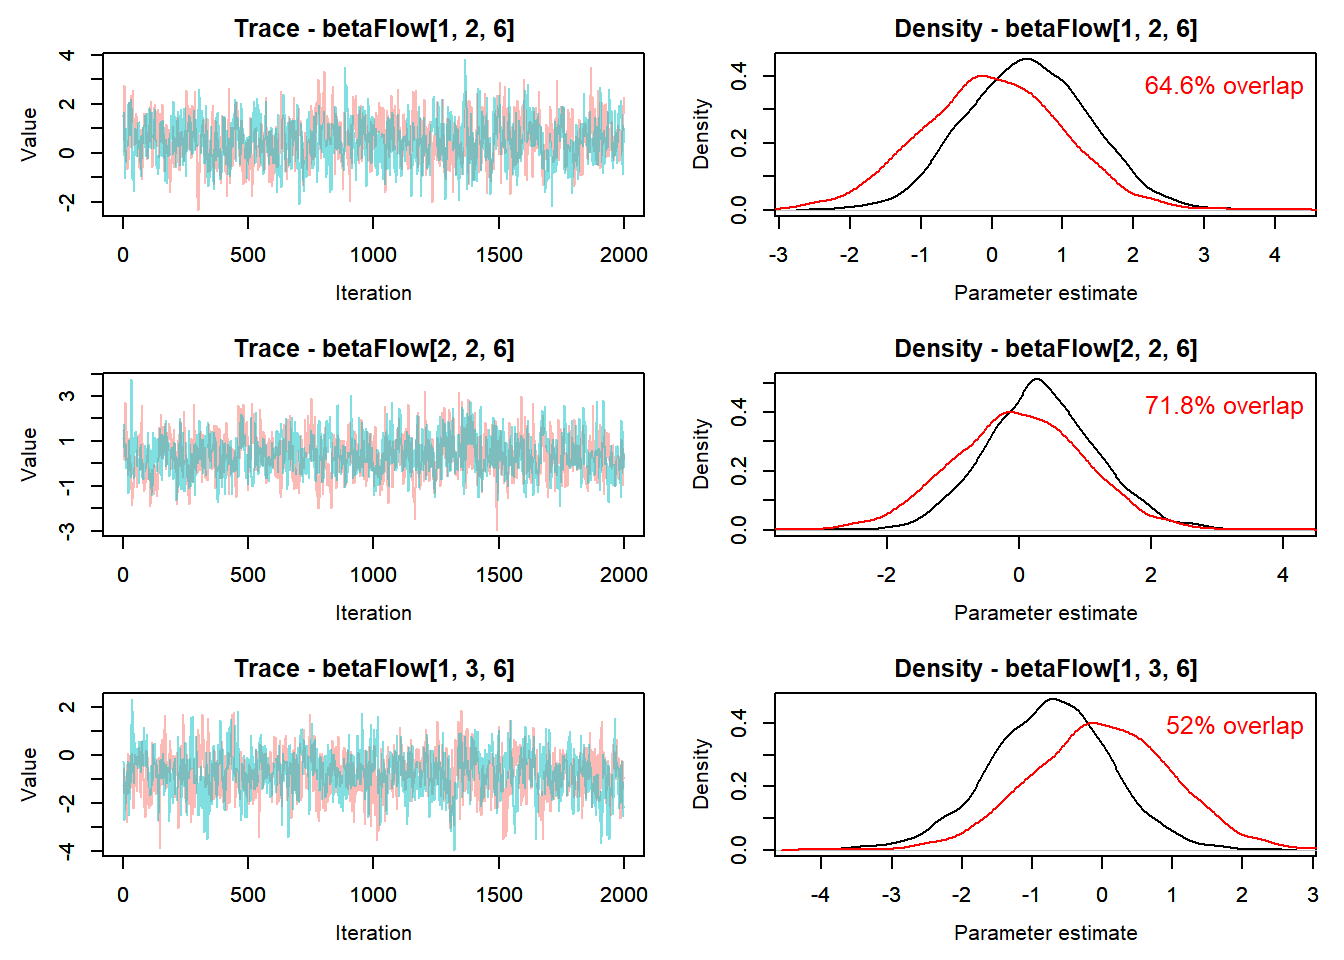 Trace - betaFlow[1, 2, 6]
Value
-2
0
2
4
0
500
1000
1500
2000
Iteration
Density - betaFlow[1, 2, 6]
64.6% overlap
Density
0.0
0.2
0.4
-3
-2
-1
0
1
2
3
4
Parameter estimate
Trace - betaFlow[2, 2, 6]
Value
-3
-1
1
3
0
500
1000
1500
2000
Iteration
Density - betaFlow[2, 2, 6]
71.8% overlap
Density
0.0
0.2
0.4
-2
0
2
4
Parameter estimate
Trace - betaFlow[1, 3, 6]
Value
-4
-2
0
2
0
500
1000
1500
2000
Iteration
Density - betaFlow[1, 3, 6]
52% overlap
Density
0.0
0.2
0.4
-4
-3
-2
-1
0
1
2
3
Parameter estimate